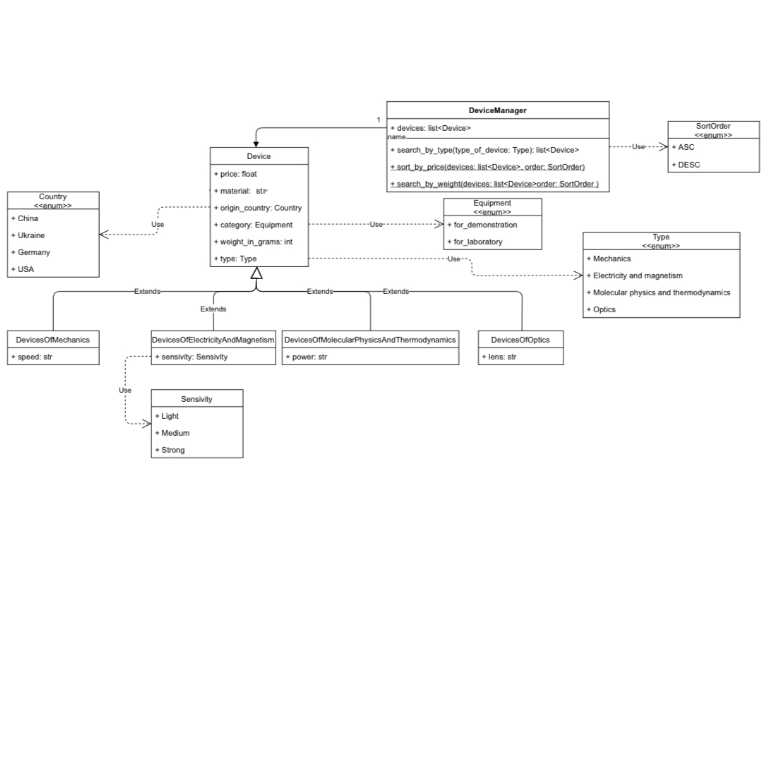 DeviceManager
+ devices: list<Device>
name
+ search_by_type(type_of_device: Type): list<Device>
+ sort_by_price(devices: list<Device>, order: SortOrder)
+ search_by_weight(devices: list<Device>order: SortOrder )
1
Use
SortOrder
<<enum>>
+ ASC
+ DESC
Device
+ price: float
+ material: str
+ origin_country: Country
+ category: Equipment
+ weight_in_grams: int
+ type: Type
Country
<<enum>>
+ China
+ Ukraine
+ Germany
+ USA
Use
Use
Equipment
<<enum>>
+ for_demonstration
+ for_laboratory
Use
Type
<<enum>>
+ Mechanics
+ Electricity and magnetism
+ Molecular physics and thermodynamics
+ Optics
Extends
Extends
Extends
Extends
DevicesOfMechanics
+ speed: str
DevicesOfElectricityAndMagnetism
+ sensivity: Sensivity
DevicesOfMolecularPhysicsAndThermodynamics
+ power: str
DevicesOfOptics
+ lens: str
Use
Sensivity
+ Light
+ Medium
+ Strong